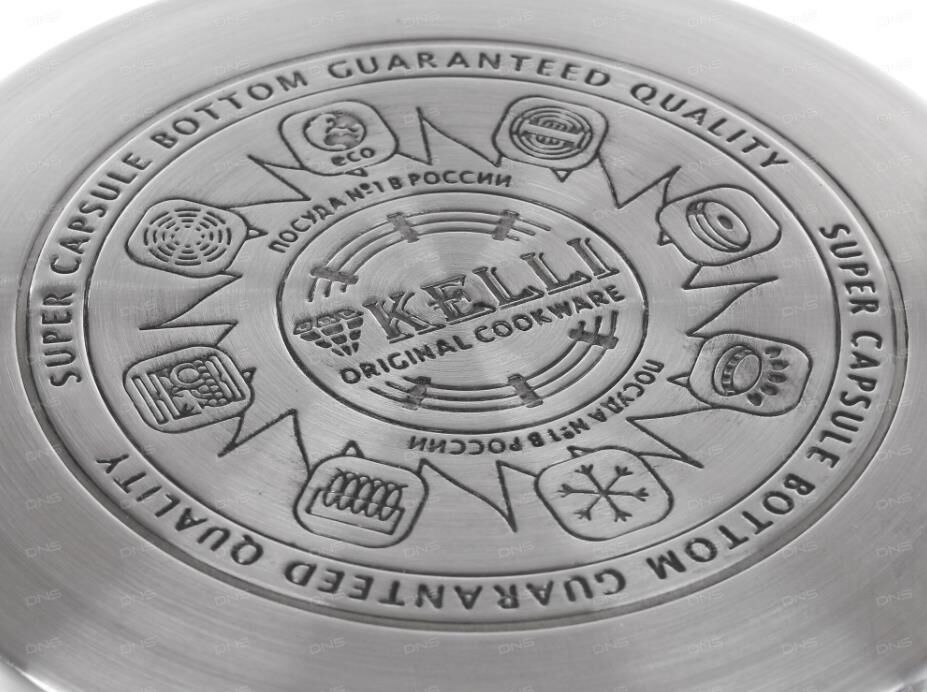 SUPER CAPSULE BOTTOM GUARANTEED QUALITY
SUPER CAPSULE BOTTOM GUARANTEED QUALITY
eco
ПОСУДА №1 В РОССИИ
KELLI
ORIGINAL COOKWARE
ПОСУДА №1 В РОССИИ
DNS